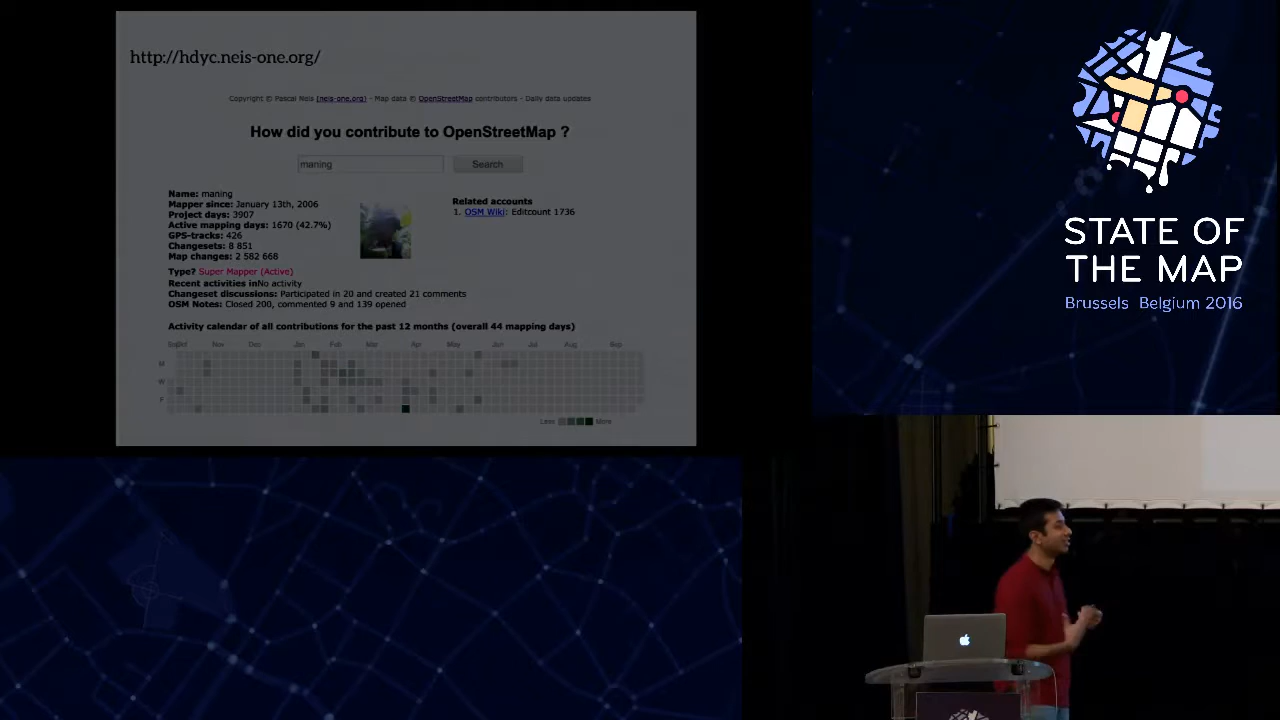 http://hdyc.neis-one.org/
Copyright © Pascal Neis (neis-one.org) - Map data © OpenStreetMap contributors - Daily data updates
How did you contribute to OpenStreetMap ?
maning
Search
Name: maning
Mapper since: January 13th, 2006
Project days: 3907
Active mapping days: 1670 (42.7%)
GPS-tracks: 426
Changesets: 8 851
Map changes: 2 582 668
Related accounts
1. OSM Wiki: Editcount 1736
Type? Super Mapper (Active)
Recent activities inNo activity
Changeset discussions: Participated in 20 and created 21 comments
OSM Notes: Closed 200, commented 9 and 139 opened
Activity calendar of all contributions for the past 12 months (overall 44 mapping days)
Nov Dec Jan Feb Mar Apr May Jun Jul Aug Sep
M
W
F
Less More
STATE OF
THE MAP
Brussels Belgium 2016